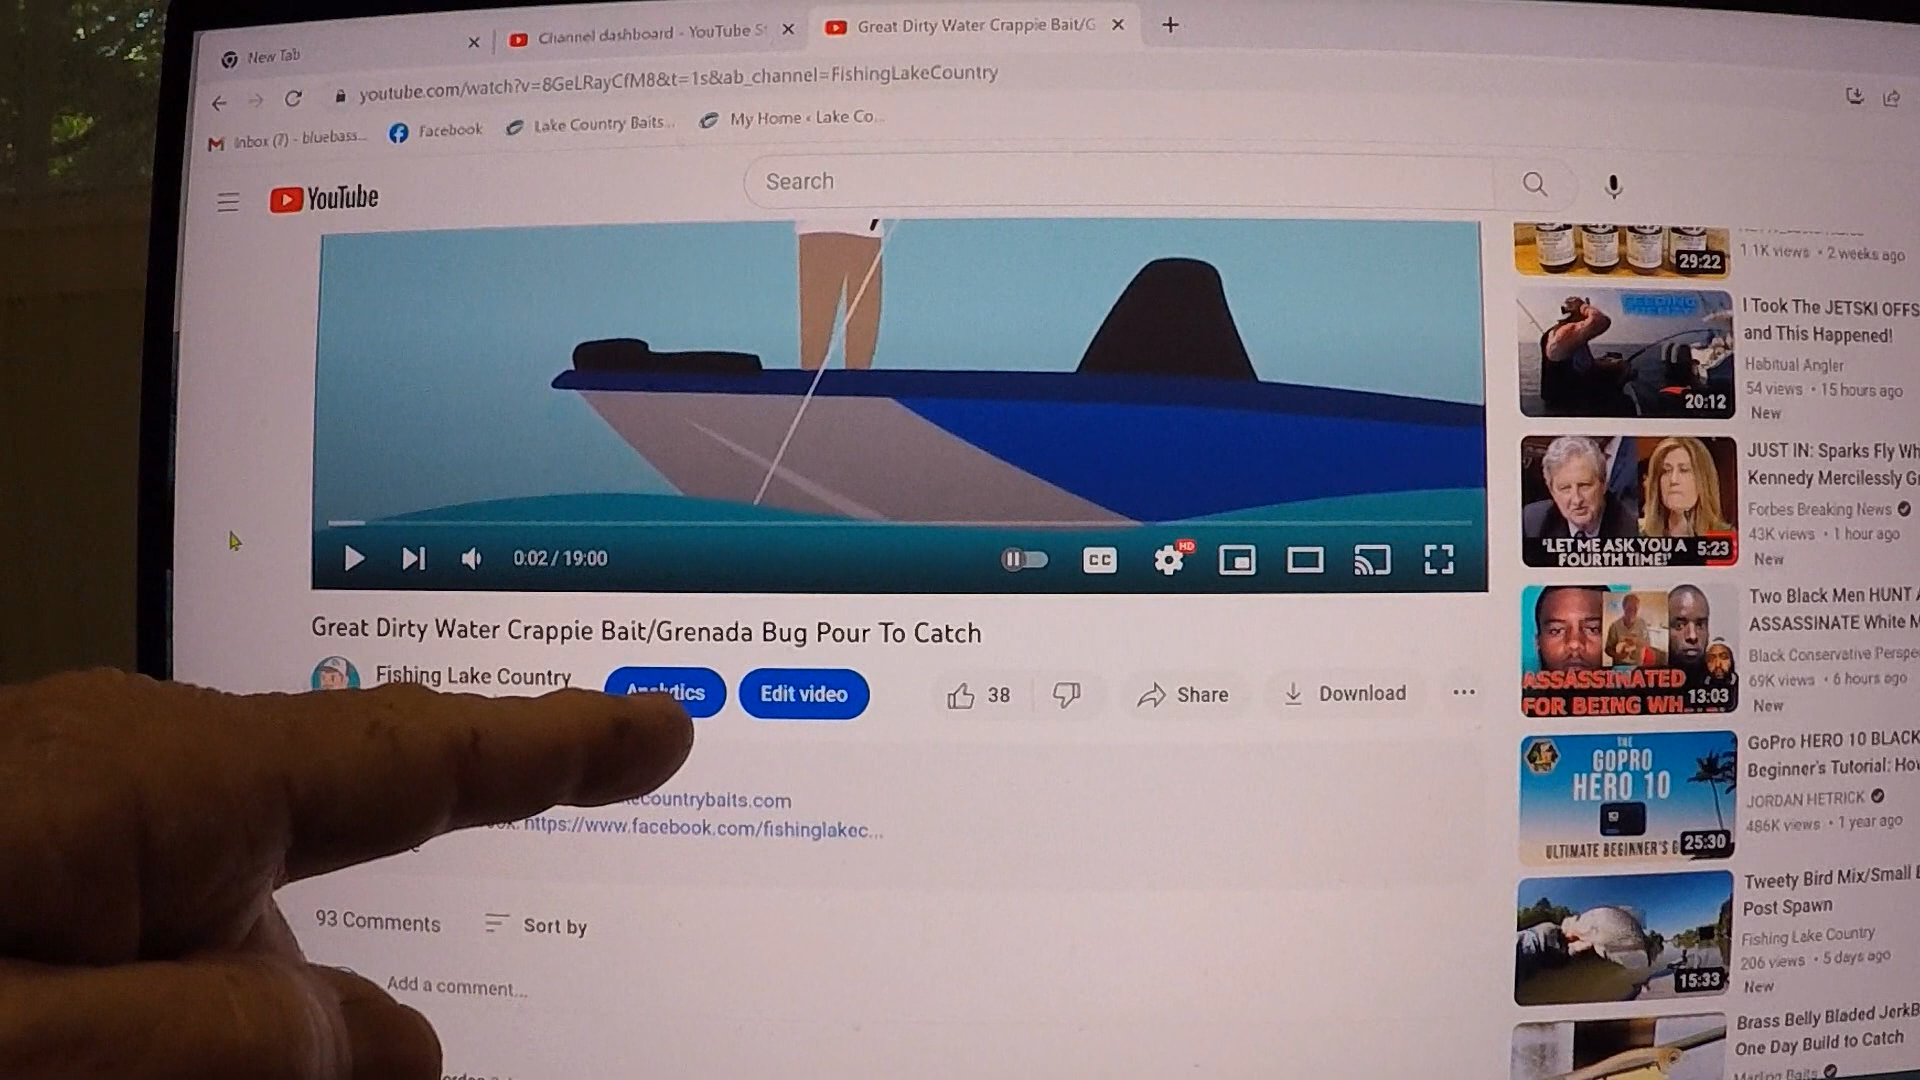 New Tab
Channel dashboard - YouTube St
Great Dirty Water Crappie Bait/G
youtube.com/watch?v=8GeLRayCfM8&t=1s&ab_channel=FishingLakeCountry
Inbox (7) - bluebass...
Facebook
Lake Country Baits...
My Home ‹ Lake Co...
YouTube
Search
0:02 / 19:00
CC
HD
Great Dirty Water Crappie Bait/Grenada Bug Pour To Catch
Fishing Lake Country
Analytics
Edit video
38
Share
Download
countrybaits.com
https://www.facebook.com/fishinglakec...
93 Comments
Sort by
Add a comment...
29:22
1.1K views • 2 weeks ago
20:12
I Took The JETSKI OFFS
and This Happened!
Habitual Angler
54 views • 15 hours ago
New
"LET ME ASK YOU A
FOURTH TIME!"
5:23
JUST IN: Sparks Fly Wh
Kennedy Mercilessly G
Forbes Breaking News
43K views • 1 hour ago
New
ASSASSINATED
FOR BEING WH
13:03
Two Black Men HUNT A
ASSASSINATE White M
Black Conservative Perspe
69K views • 6 hours ago
New
THE
GOPRO
HERO 10
ULTIMATE BEGINNER'S G
25:30
GoPro HERO 10 BLACK
Beginner's Tutorial: How
JORDAN HETRICK
486K views • 1 year ago
15:33
Tweety Bird Mix/Small
Post Spawn
Fishing Lake Country
206 views • 5 days ago
New
Brass Belly Bladed JerkB
One Day Build to Catch
Marling Baits